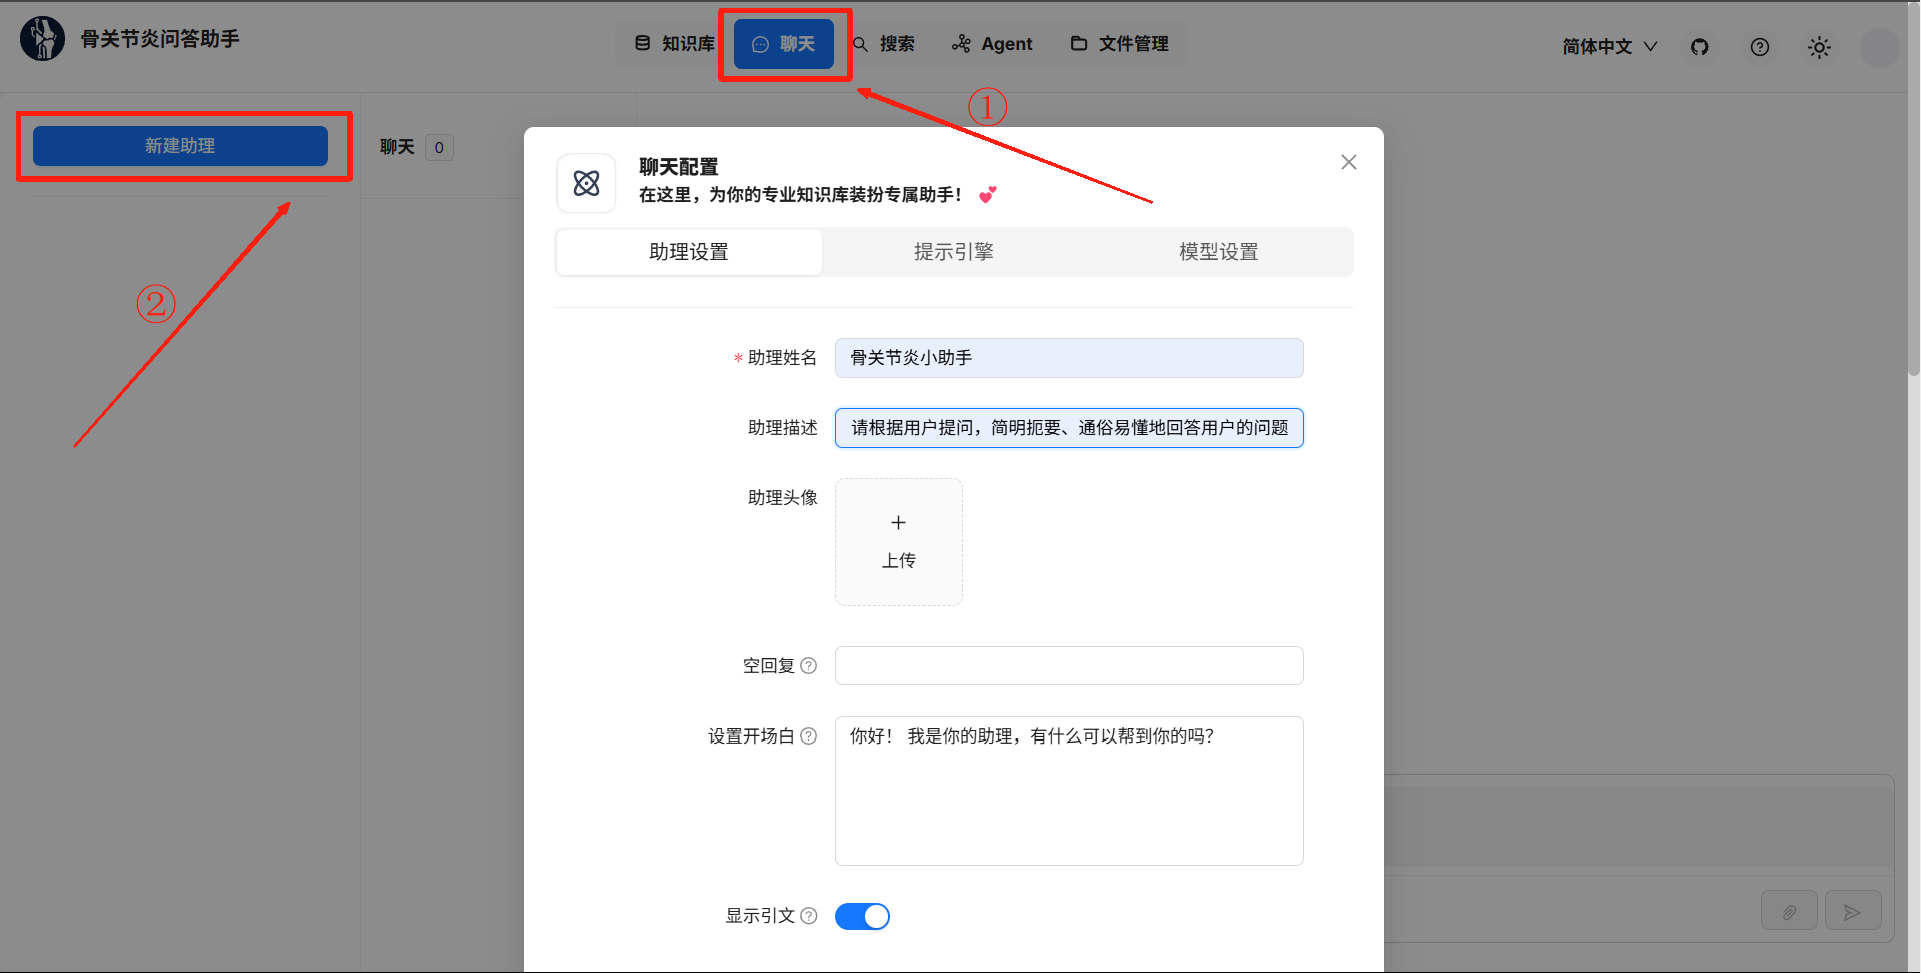 骨关节炎问答助手
知识库 聊天 搜索 Agent 文件管理
简体中文
①
新建助理
聊天 0
②
聊天配置
在这里，为你的专业知识库装扮专属助手！ 💕
助理设置 提示引擎 模型设置
* 助理姓名 骨关节炎小助手
助理描述 请根据用户提问，简明扼要、通俗易懂地回答用户的问题
助理头像
+
上传
空回复
设置开场白 你好！ 我是你的助理，有什么可以帮到你的吗？
显示引文